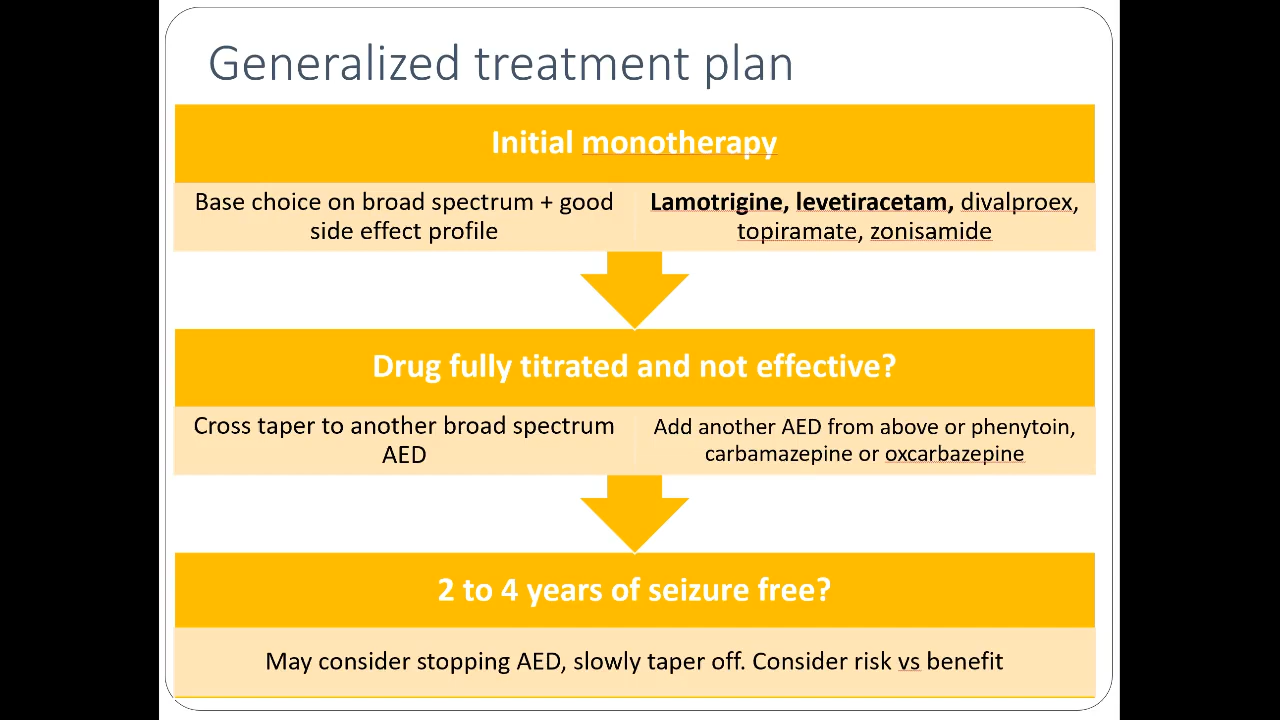 Generalized treatment plan
Initial monotherapy
Base choice on broad spectrum + good
side effect profile
Lamotrigine, levetiracetam, divalproex,
topiramate, zonisamide
Drug fully titrated and not effective?
Cross taper to another broad spectrum
AED
Add another AED from above or phenytoin,
carbamazepine or oxcarbazepine
2 to 4 years of seizure free?
May consider stopping AED, slowly taper off. Consider risk vs benefit